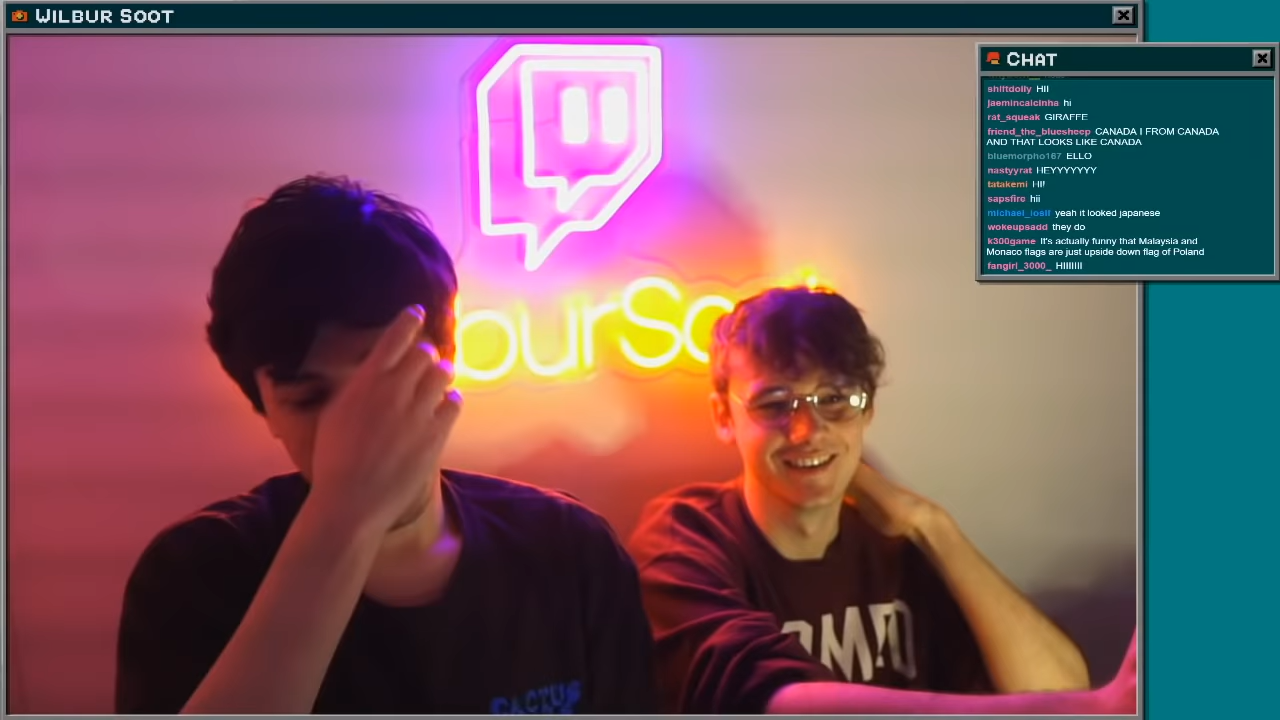 WILBUR SOOT
CHAT
shiftdolly HII
jaemincalcinha hi
rat_squeak GIRAFFE
friend_the_bluesheep CANADA I FROM CANADA
AND THAT LOOKS LIKE CANADA
bluemorpho167 ELLO
nastyyrat HEYYYYYYY
tatakemi HI!
sapsfire hii
michael_iosif yeah it looked japanese
wokeupsadd they do
k300game It's actually funny that Malaysia and
Monaco flags are just upside down flag of Poland
fangirl_3000_ HIIIIIII
burSo
CACTUS